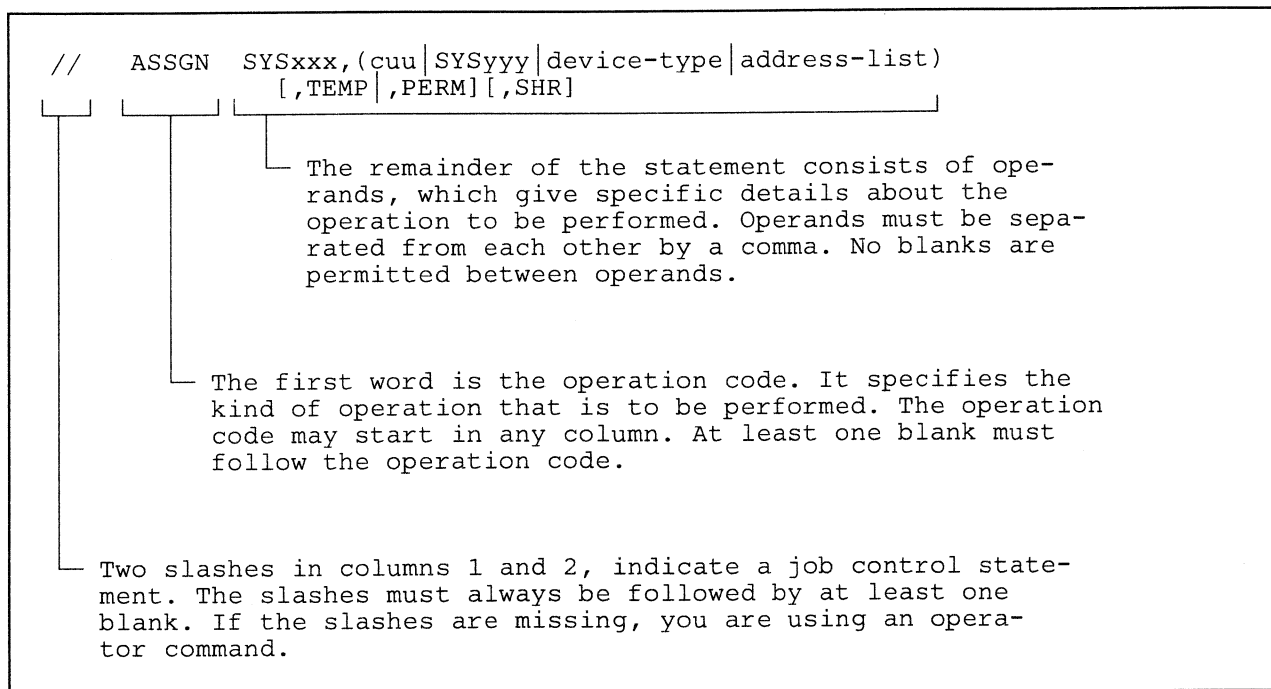 // ASSGN SYSxxx,(cuu|SYSyyy|device-type|address-list)
[,TEMP|,PERM][,SHR]
The remainder of the statement consists of ope-
rands, which give specific details about the
operation to be performed. Operands must be sepa-
rated from each other by a comma. No blanks are
permitted between operands.
The first word is the operation code. It specifies the
kind of operation that is to be performed. The operation
code may start in any column. At least one blank must
follow the operation code.
Two slashes in columns 1 and 2, indicate a job control state-
ment. The slashes must always be followed by at least one
blank. If the slashes are missing, you are using an opera-
tor command.